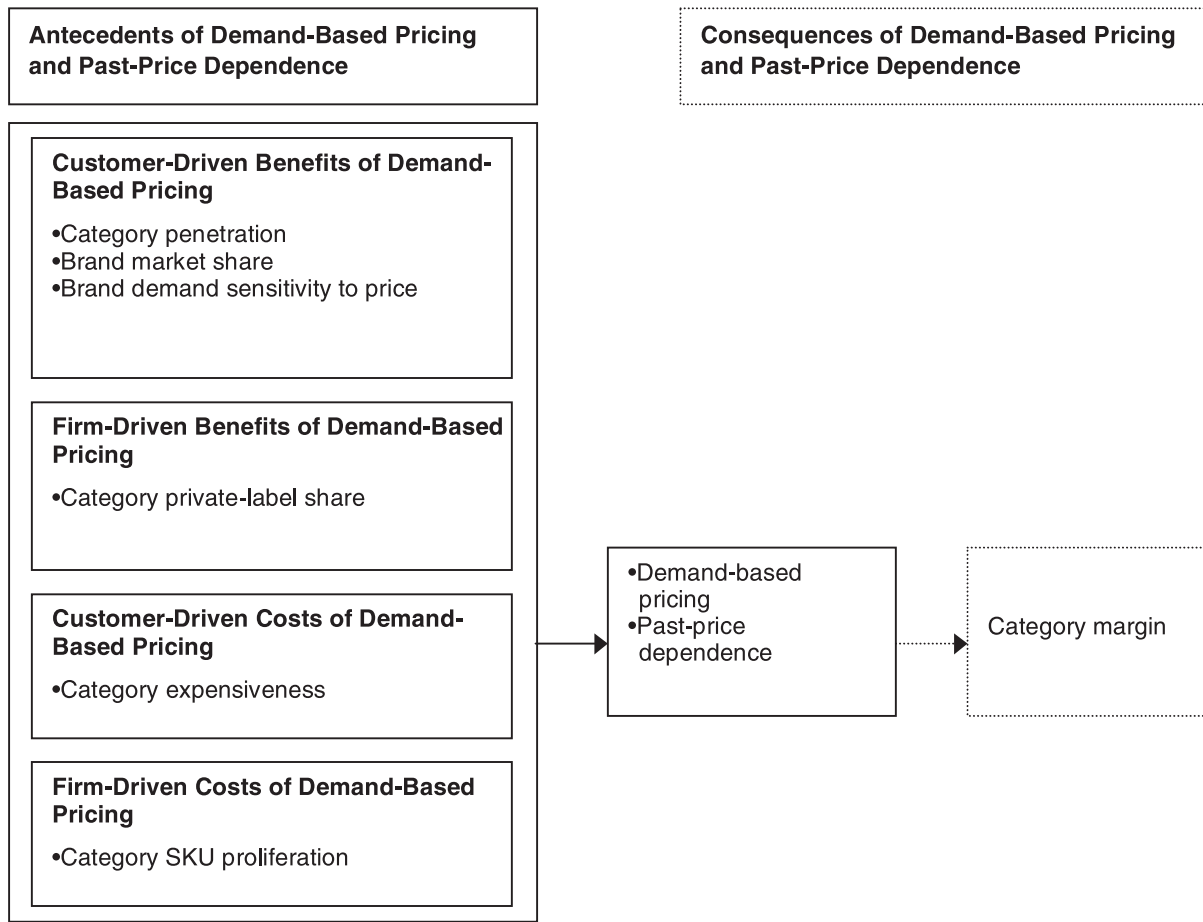 Antecedents of Demand-Based Pricing
and Past-Price Dependence
Consequences of Demand-Based Pricing
and Past-Price Dependence
Customer-Driven Benefits of Demand-
Based Pricing
•Category penetration
•Brand market share
•Brand demand sensitivity to price
Firm-Driven Benefits of Demand-Based
Pricing
•Category private-label share
Customer-Driven Costs of Demand-
Based Pricing
•Category expensiveness
Firm-Driven Costs of Demand-Based
Pricing
•Category SKU proliferation
•Demand-based
pricing
•Past-price
dependence
Category margin